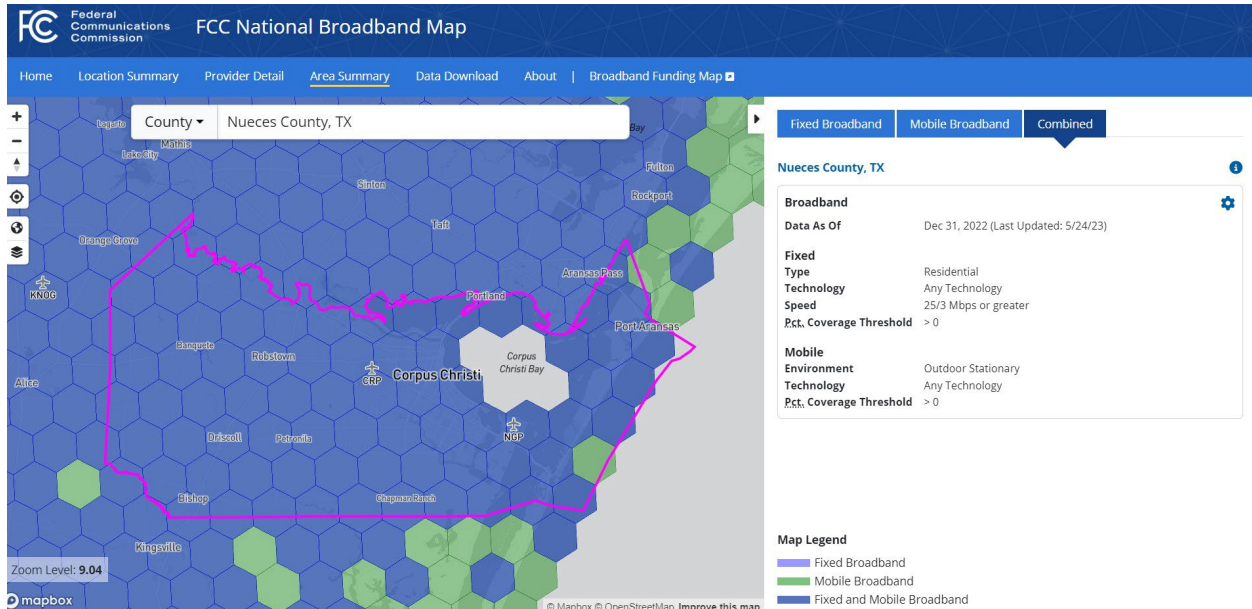 FCC
Federal
Communications
Commission
FCC National Broadband Map
Home Location Summary Provider Detail Area Summary Data Download About | Broadband Funding Map
County Nueces County, TX
Lagarto
Mathis
Lake City
Bay
Sinton
Fulton
Rockport
Taft
Orange Grove
Aransas Pass
KNOG
Portland
Port Aransas
Banquete
Robstown
Corpus
Christi Bay
CRP
Corpus Christi
Alice
NGP
Driscoll
Petronila
Bishop
Chapman Ranch
Kingsville
Zoom Level: 9.04
mapbox
© Mapbox © OpenStreetMap Improve this map
Fixed Broadband Mobile Broadband Combined
Nueces County, TX
Broadband
Data As Of Dec 31, 2022 (Last Updated: 5/24/23)
Fixed
Type Residential
Technology Any Technology
Speed 25/3 Mbps or greater
Pct. Coverage Threshold > 0
Mobile
Environment Outdoor Stationary
Technology Any Technology
Pct. Coverage Threshold > 0
Map Legend
Fixed Broadband
Mobile Broadband
Fixed and Mobile Broadband